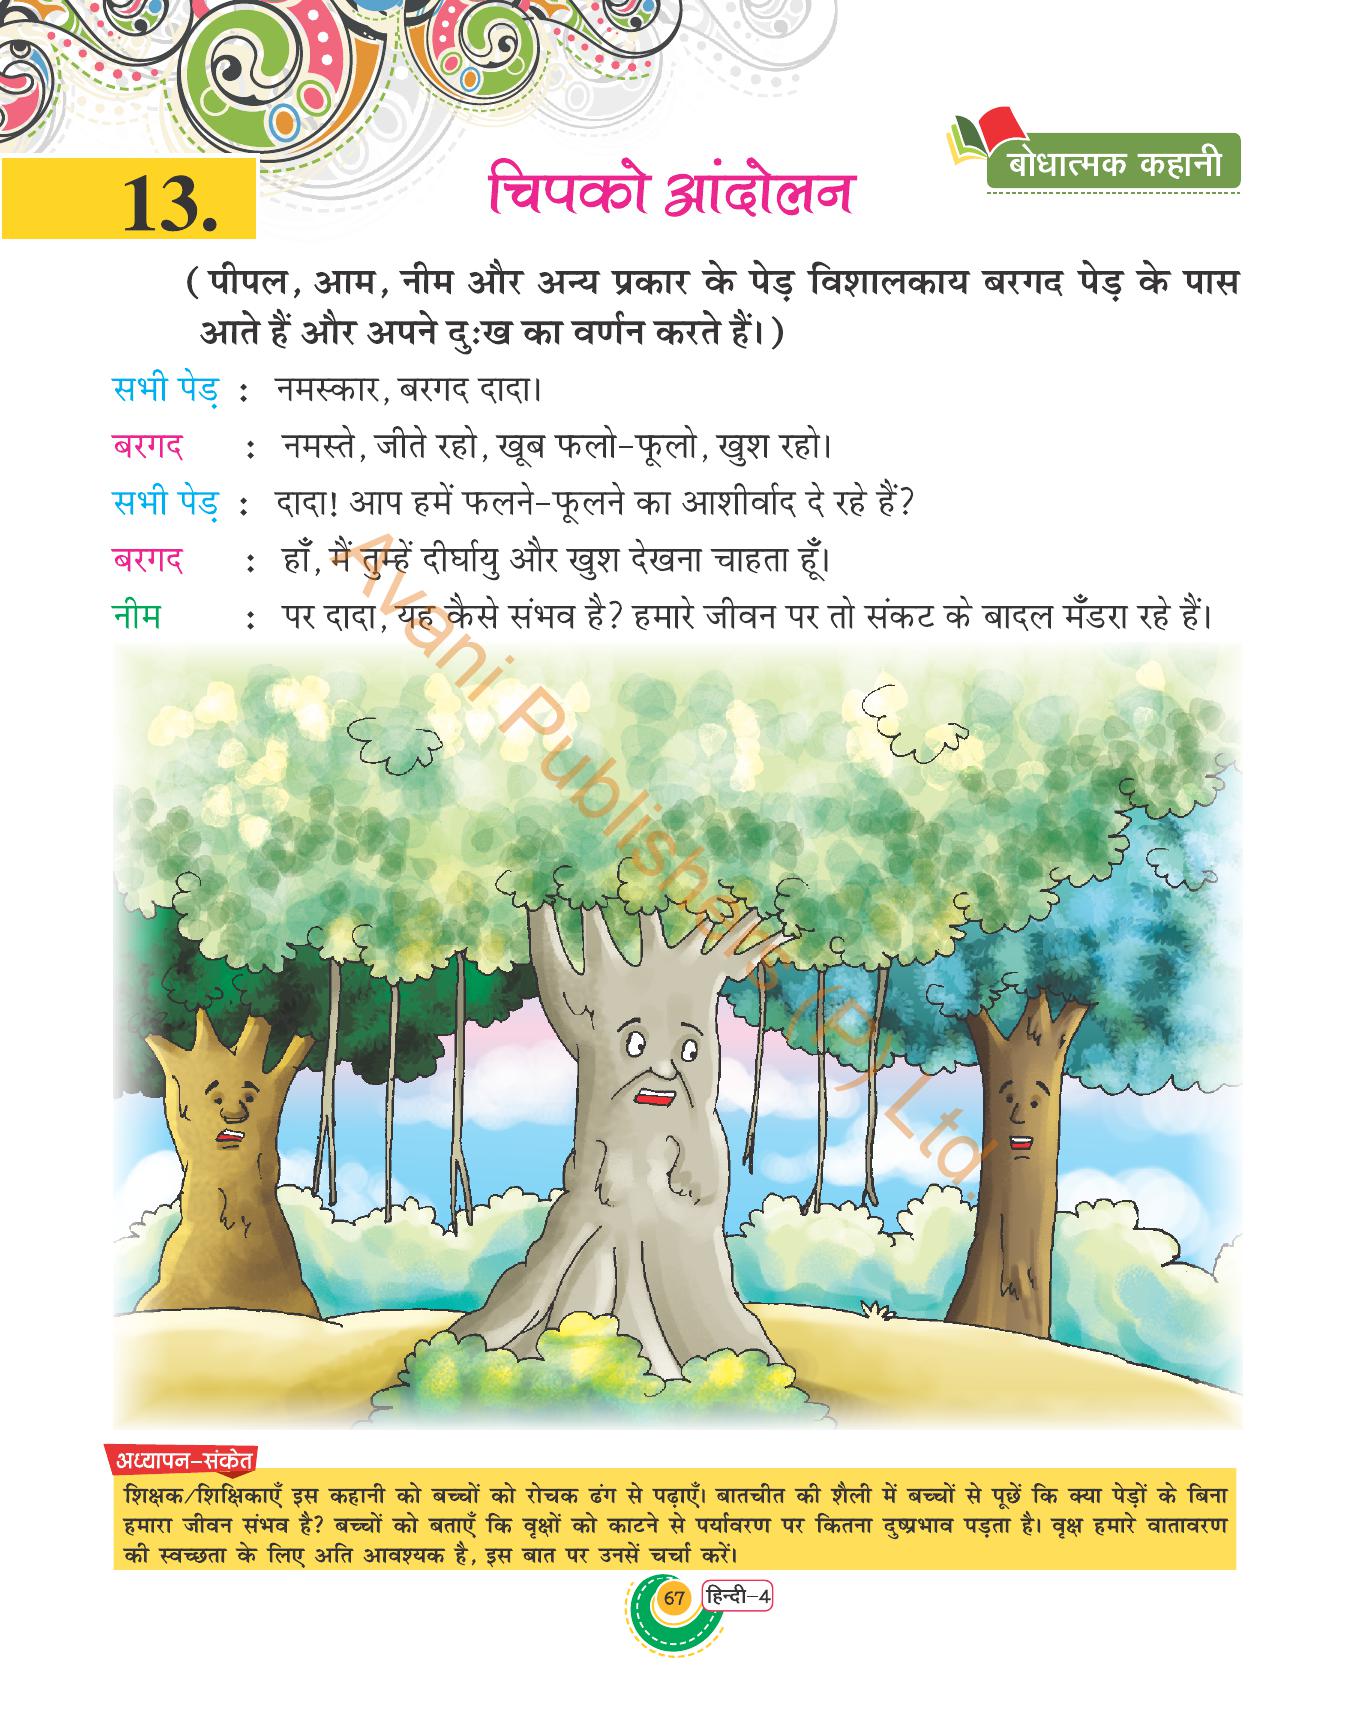 बोधात्मक कहानी
13.
चिपको आंदोलन
( पीपल, आम, नीम और अन्य प्रकार के पेड़ विशालकाय बरगद पेड़ के पास
आते हैं और अपने दुःख का वर्णन करते हैं। )
सभी पेड़ : नमस्कार, बरगद दादा।
बरगद : नमस्ते, जीते रहो, खूब फलो-फूलो, खुश रहो।
सभी पेड़ : दादा! आप हमें फलने-फूलने का आशीर्वाद दे रहे हैं?
बरगद : हाँ, मैं तुम्हें दीर्घायु और खुश देखना चाहता हूँ।
नीम : पर दादा, यह कैसे संभव है? हमारे जीवन पर तो संकट के बादल मँडरा रहे हैं।
Avani Publishers (P) Ltd.
अध्यापन-संकेत
शिक्षक/शिक्षिकाएँ इस कहानी को बच्चों को रोचक ढंग से पढ़ाएँ। बातचीत की शैली में बच्चों से पूछें कि क्या पेड़ों के बिना
हमारा जीवन संभव है? बच्चों को बताएँ कि वृक्षों को काटने से पर्यावरण पर कितना दुष्प्रभाव पड़ता है। वृक्ष हमारे वातावरण
की स्वच्छता के लिए अति आवश्यक है, इस बात पर उनसें चर्चा करें।
67
हिन्दी-4